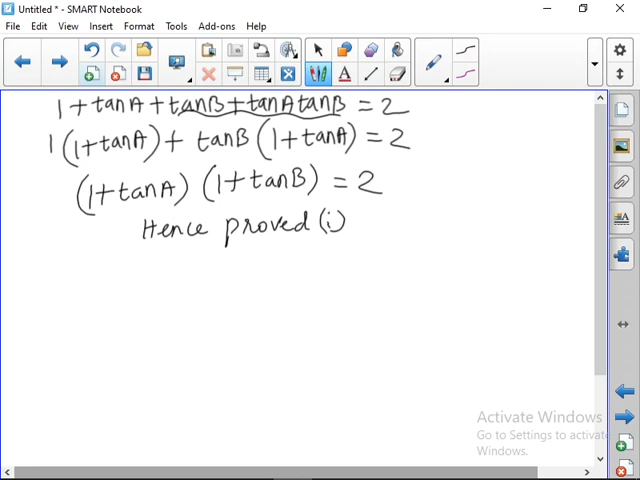 Untitled * - SMART Notebook
File Edit View Insert Format Tools Add-ons Help
1 + tanA + tanB + tanA tanB = 2
1 (1+tanA) + tanB (1+tanA) = 2
(1+tanA) (1+tanB) = 2
Hence proved (i)
Activate Windows
Go to Settings to activate
Windows.